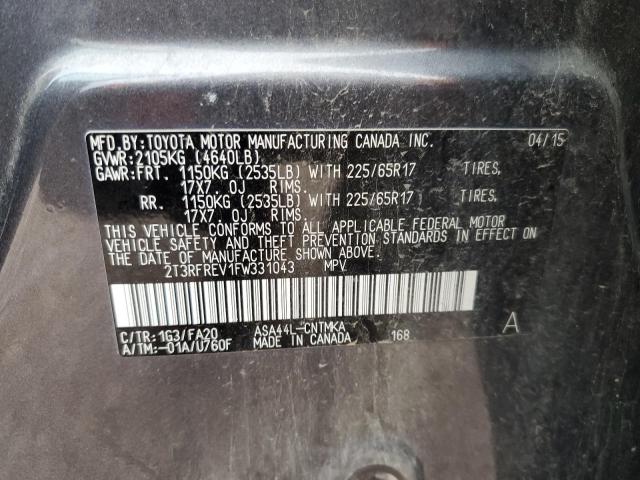 MFD.BY:TOYOTA MOTOR MANUFACTURING CANADA INC. 04/15
GVWR:2105KG (4640LB)
GAWR:FRT. 1150KG (2535LB) WITH 225/65R17 TIRES,
17X7.0J RIMS.
RR. 1150KG (2535LB) WITH 225/65R17 TIRES,
17X7.0J RIMS.
THIS VEHICLE CONFORMS TO ALL APPLICABLE FEDERAL MOTOR
VEHICLE SAFETY AND THEFT PREVENTION STANDARDS IN EFFECT ON
THE DATE OF MANUFACTURE SHOWN ABOVE.
2T3RFREV1FW331043 MPV
C/TR:1G3/FA20 ASA44L-CNTMKA A
A/TM:-01A/U760F MADE IN CANADA 168